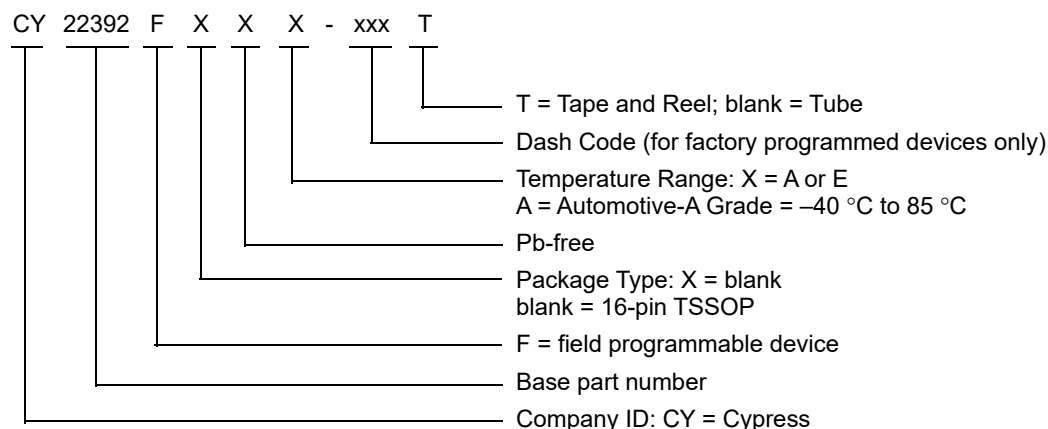 CY 22392 F X X X - xxx T
T = Tape and Reel; blank = Tube
Dash Code (for factory programmed devices only)
Temperature Range: X = A or E
A = Automotive-A Grade = –40 °C to 85 °C
Pb-free
Package Type: X = blank
blank = 16-pin TSSOP
F = field programmable device
Base part number
Company ID: CY = Cypress